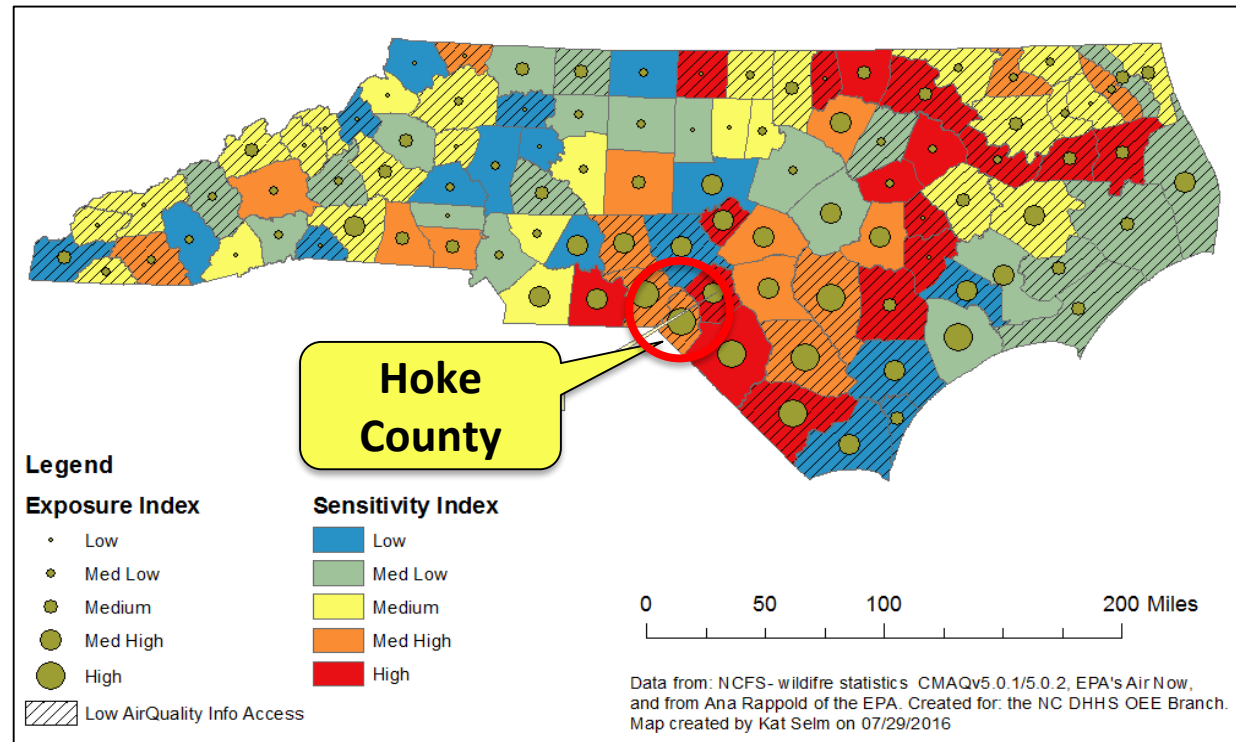 Hoke
County
Legend
Exposure Index
Low
Med Low
Medium
Med High
High
Low AirQuality Info Access
Sensitivity Index
Low
Med Low
Medium
Med High
High
0 50 100 200 Miles
Data from: NCFS- wildifre statistics CMAQv5.0.1/5.0.2, EPA's Air Now,
and from Ana Rappold of the EPA. Created for: the NC DHHS OEE Branch.
Map created by Kat Selm on 07/29/2016